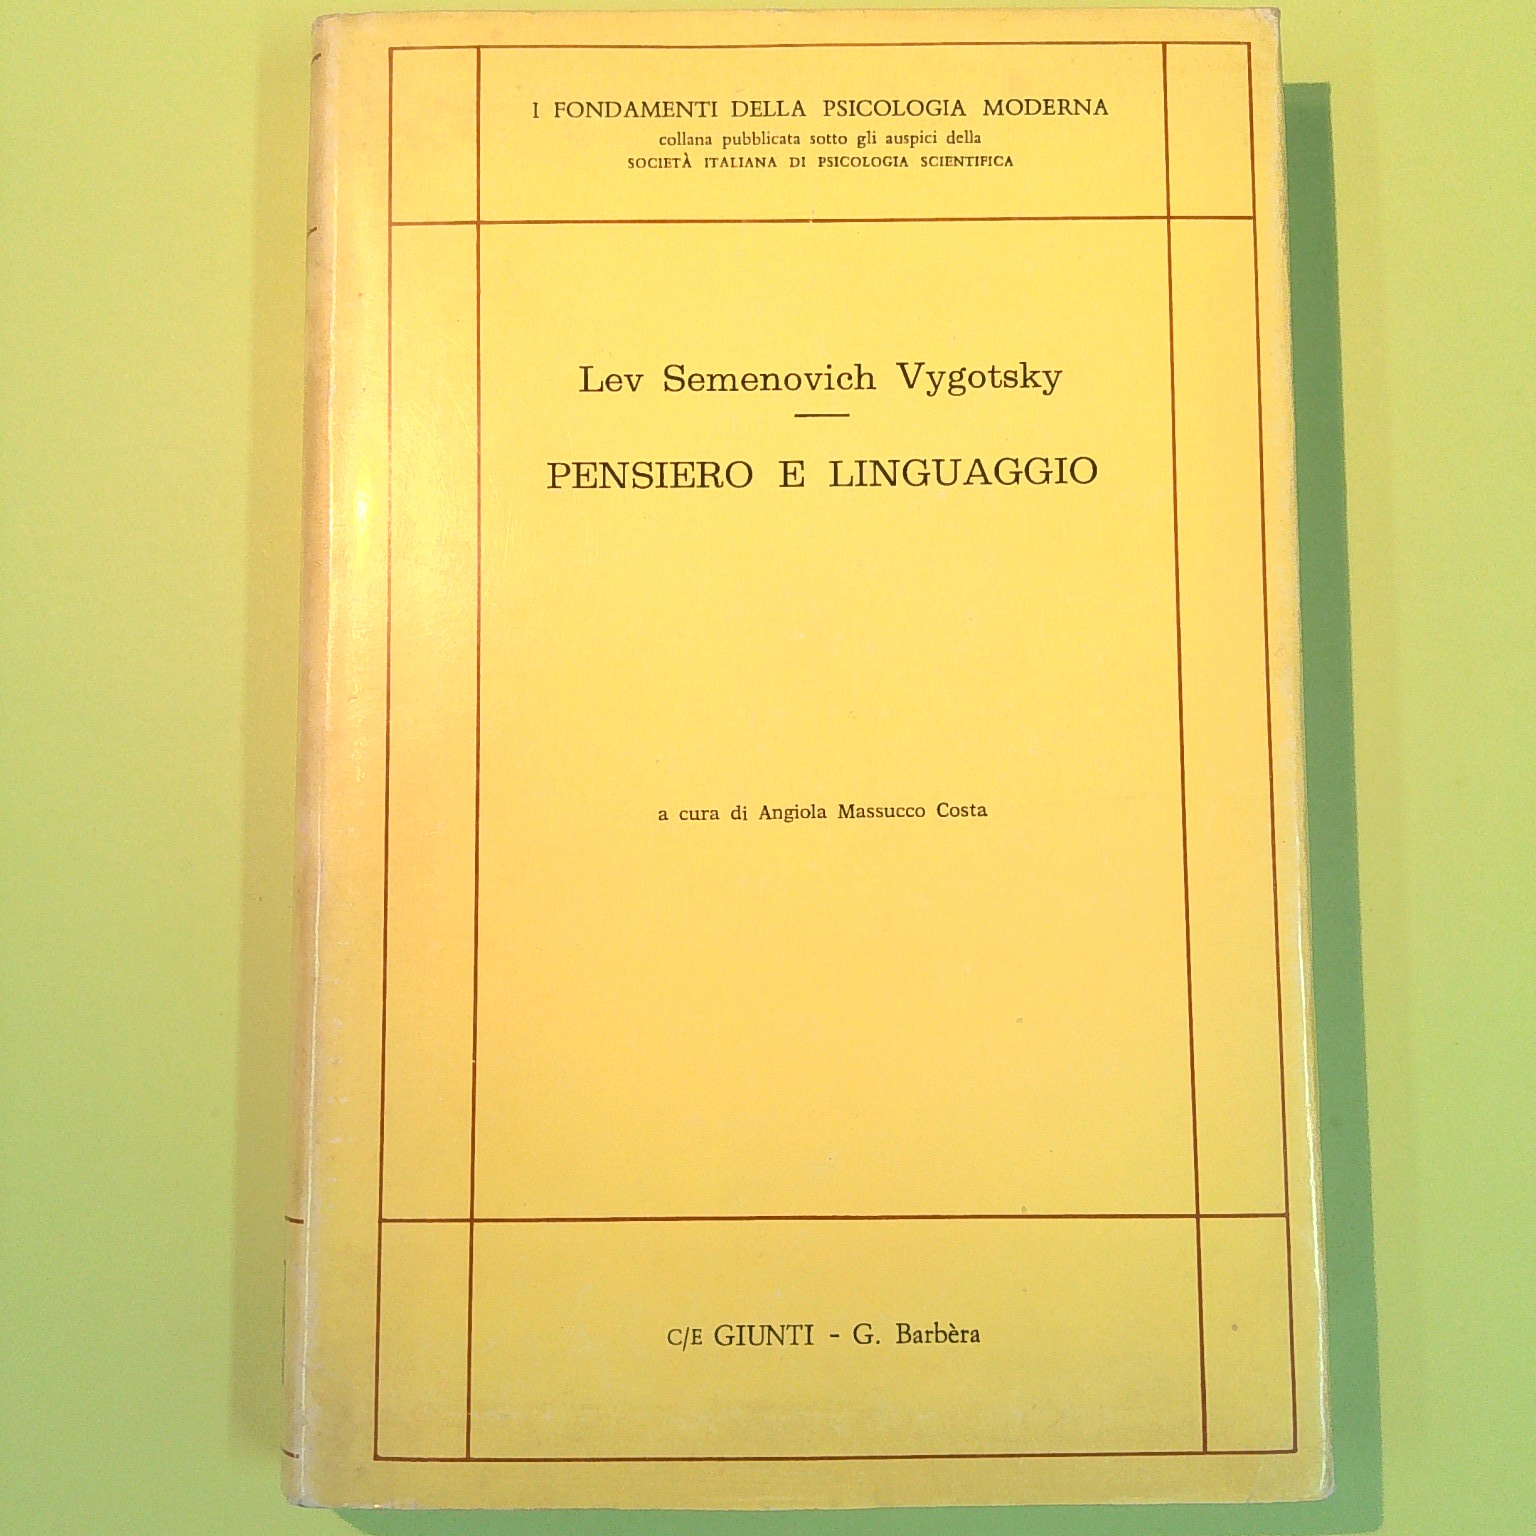 I FONDAMENTI DELLA PSICOLOGIA MODERNA
collana pubblicata sotto gli auspici della
SOCIETÀ ITALIANA DI PSICOLOGIA SCIENTIFICA
Lev Semenovich Vygotsky
PENSIERO E LINGUAGGIO
a cura di Angiola Massucco Costa
C/E GIUNTI - G. Barbèra